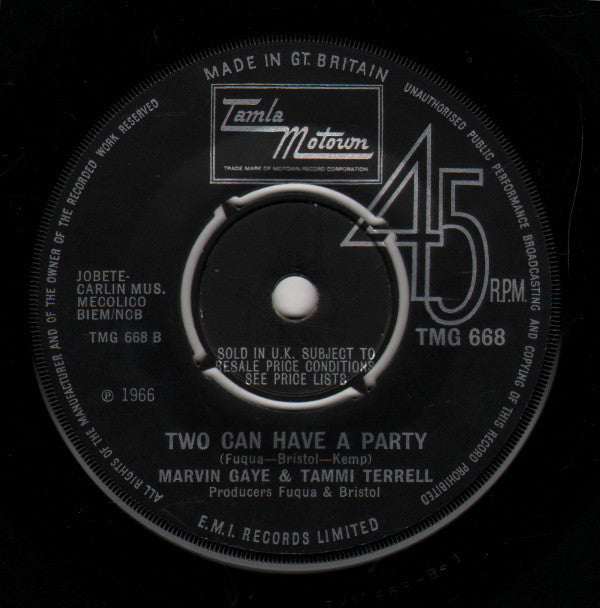 MADE IN GT. BRITAIN
UNAUTHORISED PUBLIC PERFORMANCE BROADCASTING AND COPYING OF THIS RECORD PROHIBITED
ALL RIGHTS OF THE MANUFACTURER AND OF THE OWNER OF THE RECORDED WORK RESERVED
Tamla
Motown
TRADE MARK OF MOTOWN RECORD CORPORATION
45
R.P.M.
TMG 668
JOBETE-
CARLIN MUS.
MECOLICO
BIEM/NCB
TMG 668 B
℗ 1966
SOLD IN U.K. SUBJECT TO
RESALE PRICE CONDITIONS
SEE PRICE LISTS
TWO CAN HAVE A PARTY
(Fuqua—Bristol—Kemp)
MARVIN GAYE & TAMMI TERRELL
Producers Fuqua & Bristol
E.M.I. RECORDS LIMITED